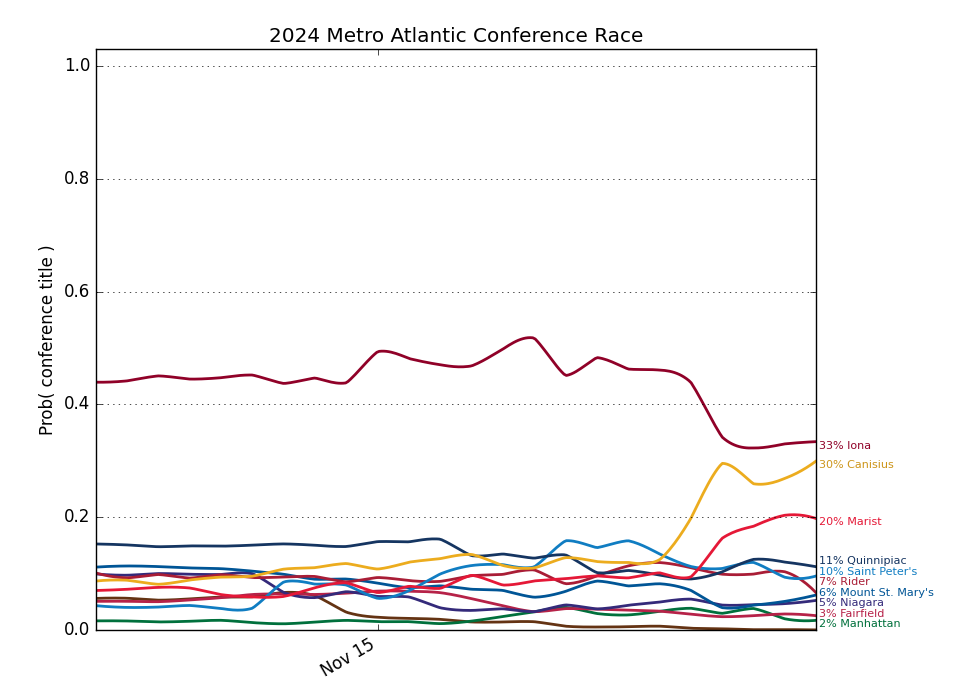 2024 Metro Atlantic Conference Race
Prob( conference title )
1.0
0.8
0.6
0.4
0.2
0.0
Nov 15
33% Iona
30% Canisius
20% Marist
11% Quinnipiac
10% Saint Peter's
7% Rider
6% Mount St. Mary's
5% Niagara
3% Fairfield
2% Manhattan